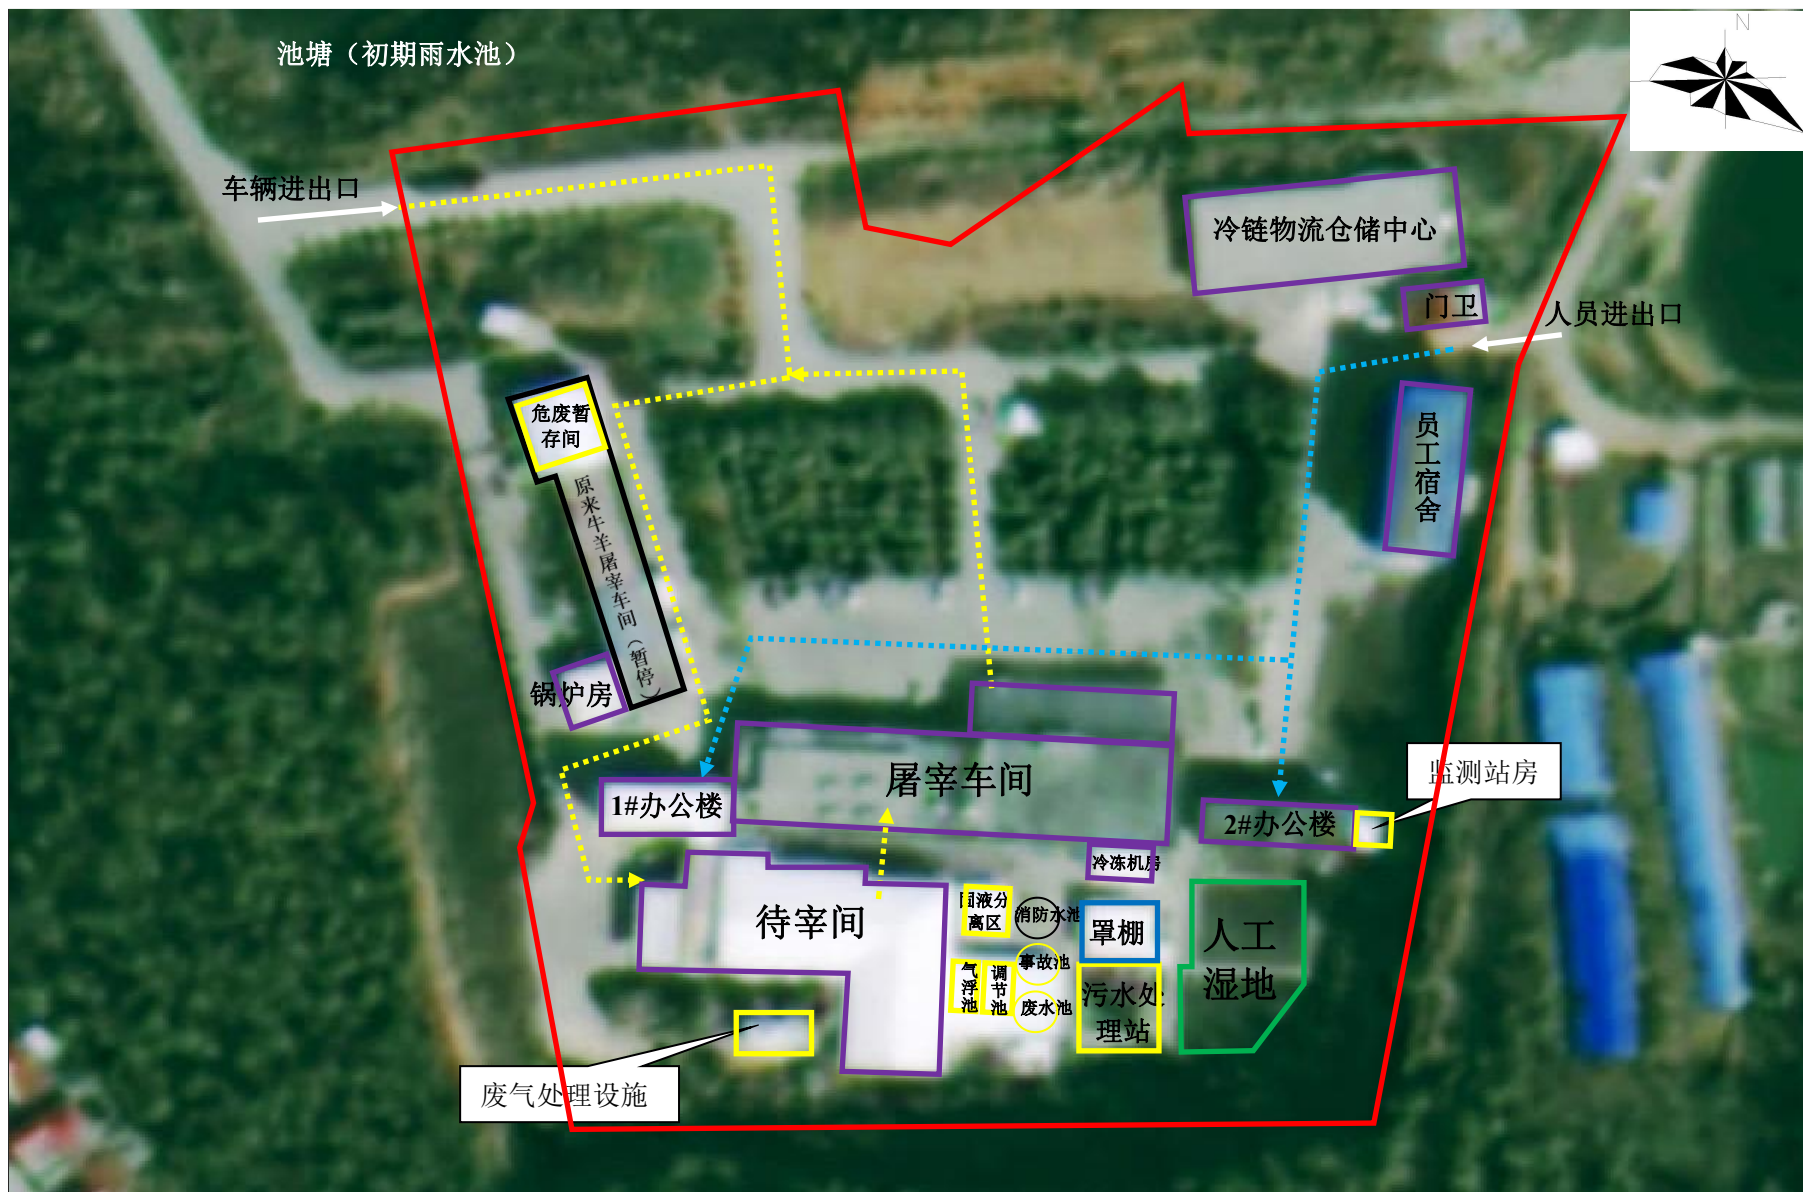 池塘（初期雨水池）
N
车辆进出口
冷链物流仓储中心
门卫
人员进出口
危废暂
存间
员工宿舍
原来牛羊屠宰车间（暂停）
锅炉房
屠宰车间
监测站房
1#办公楼
2#办公楼
冷冻机房
待宰间
固液分
离区
消防水池
罩棚
人工
湿地
事故池
气浮池
调节池
废水池
污水处
理站
废气处理设施